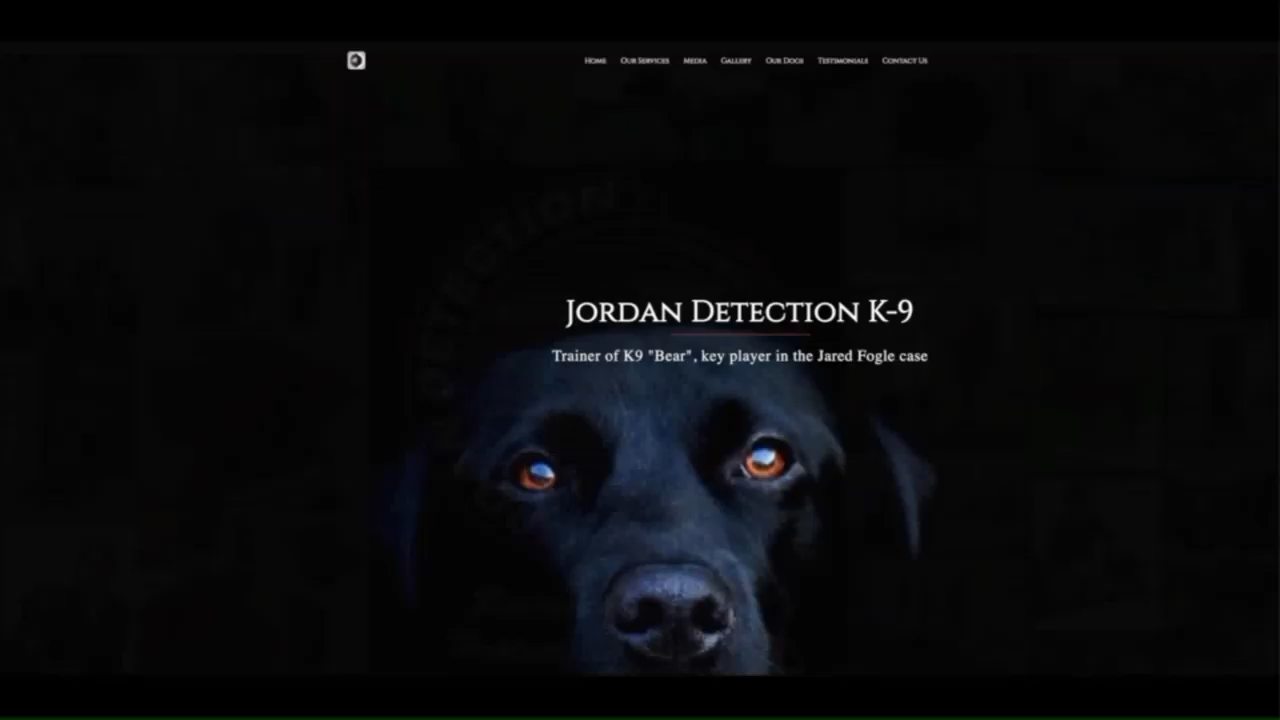 Home Our Services Media Gallery Our Dogs Testimonials Contact Us
DETECTION
Jordan Detection K-9
Trainer of K9 "Bear", key player in the Jared Fogle case